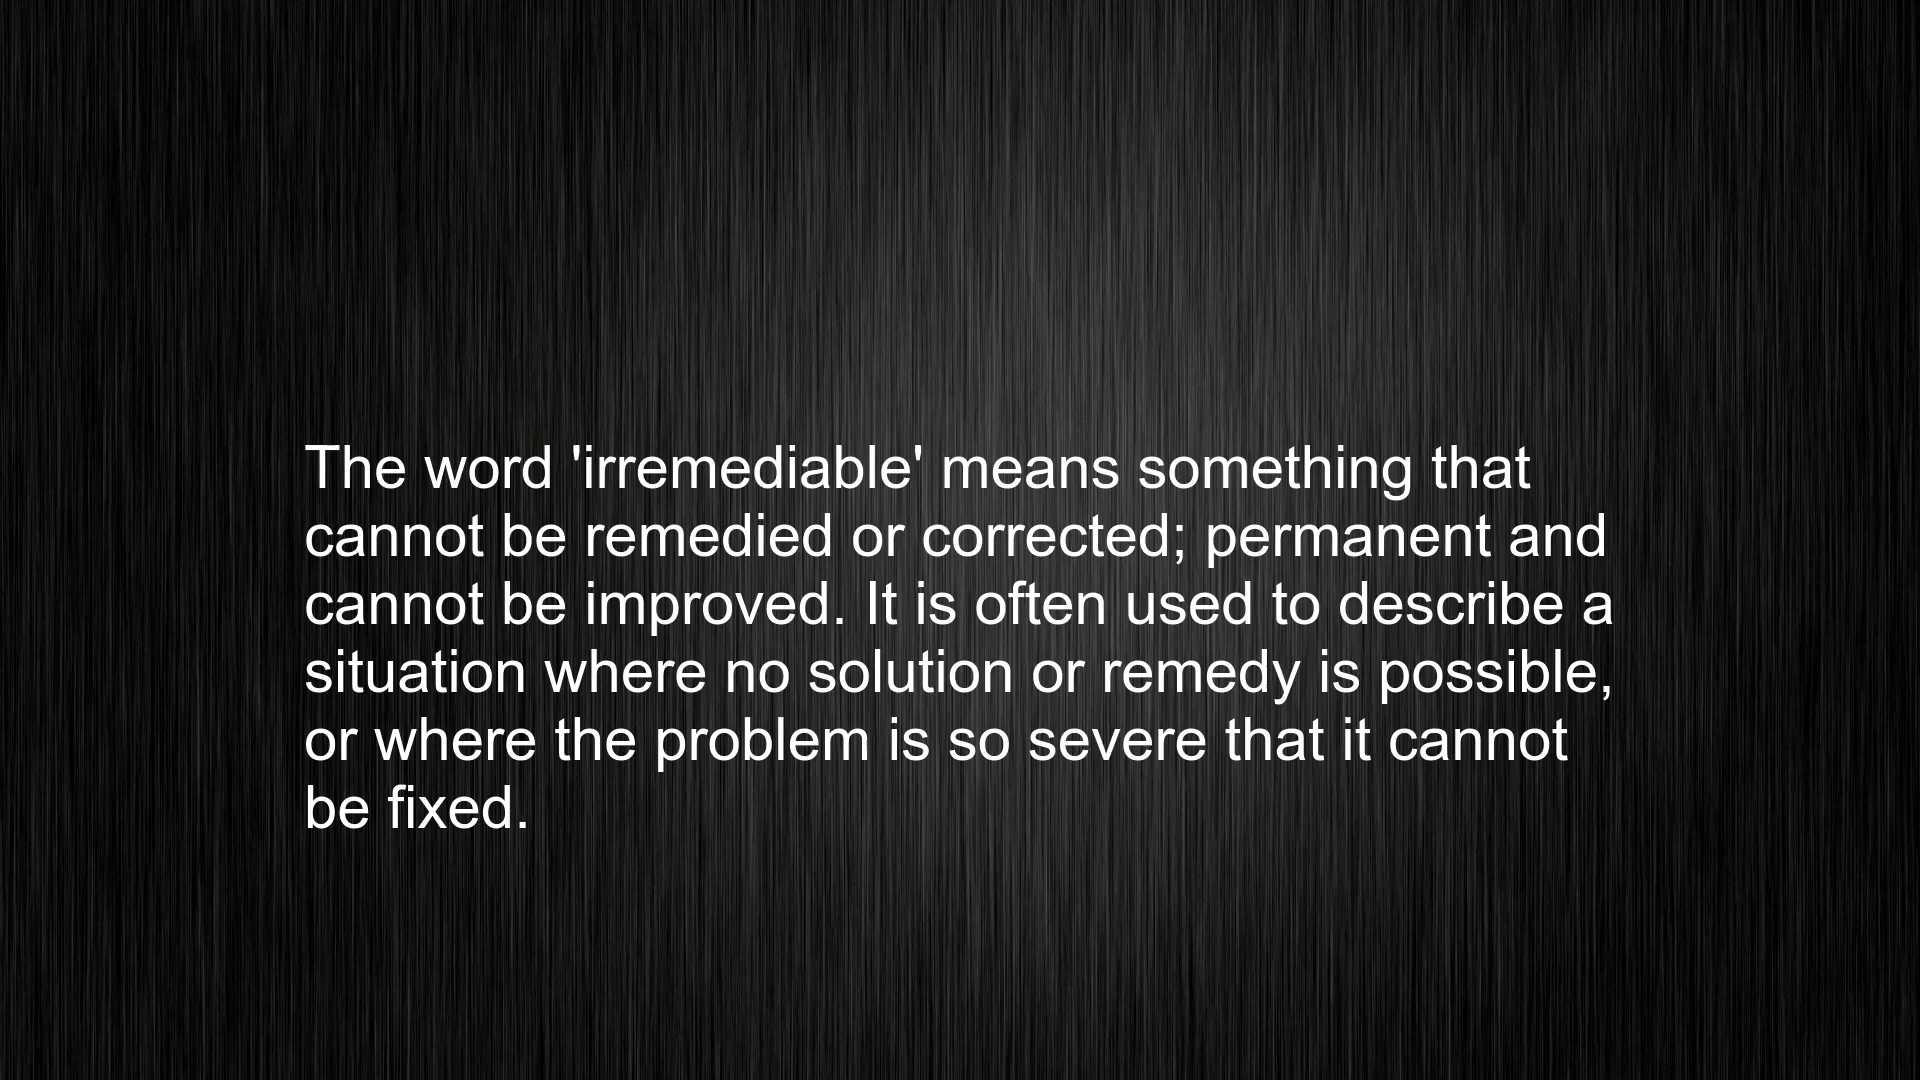 The word 'irremediable' means something that
cannot be remedied or corrected; permanent and
cannot be improved. It is often used to describe a
situation where no solution or remedy is possible,
or where the problem is so severe that it cannot
be fixed.